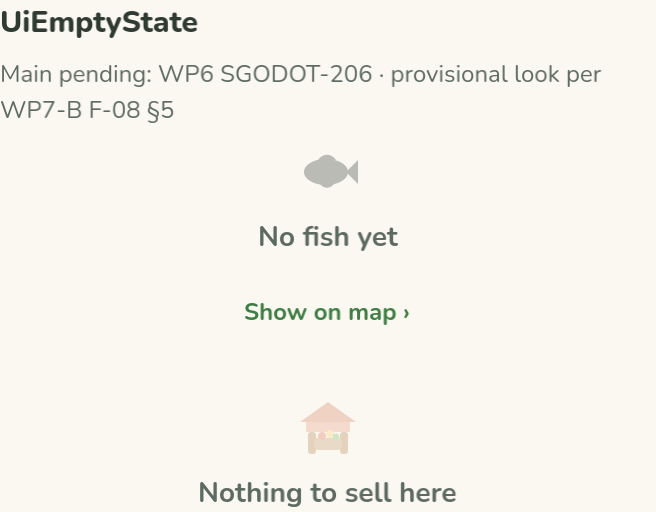 UiEmptyState
Main pending: WP6 SGODOT-206 · provisional look per
WP7-B F-08 §5
No fish yet
Show on map ›
Nothing to sell here